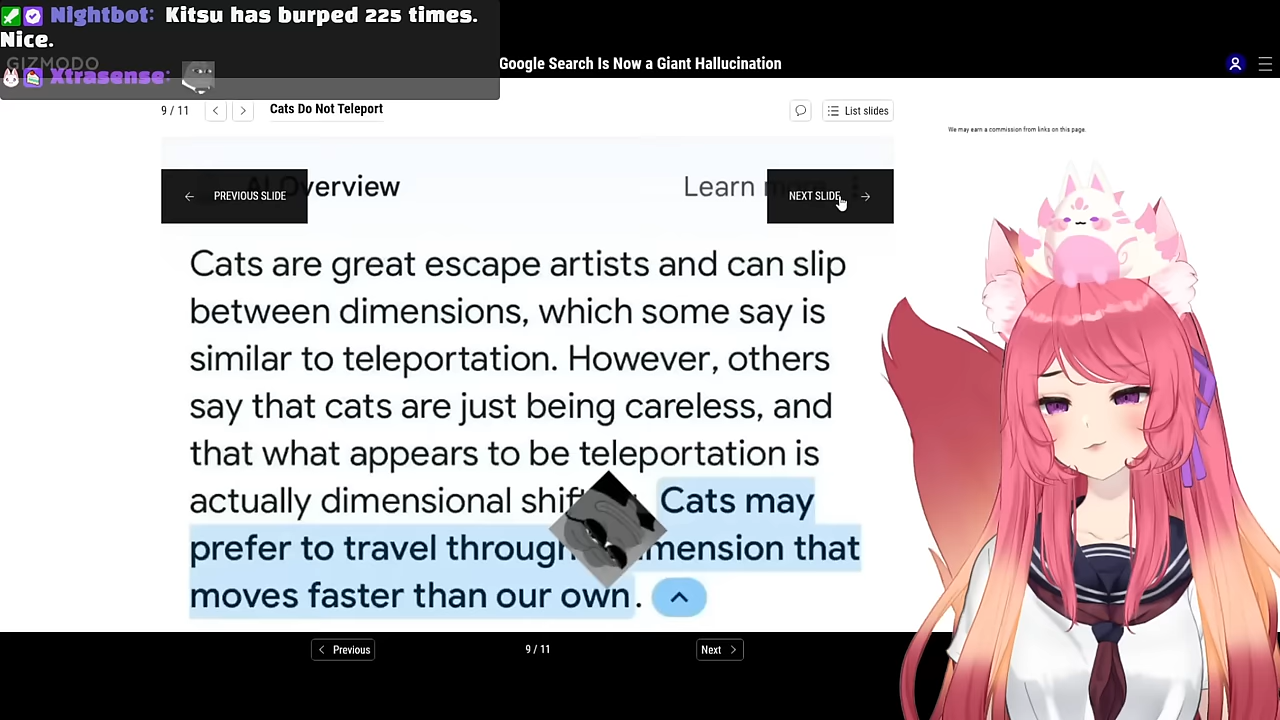 Nightbot: Kitsu has burped 225 times.
Nice.
GIZMODO
Xtrasense:
Google Search Is Now a Giant Hallucination
9 / 11
Cats Do Not Teleport
List slides
We may earn a commission from links on this page.
AI Overview
Learn
PREVIOUS SLIDE
NEXT SLIDE
Cats are great escape artists and can slip
between dimensions, which some say is
similar to teleportation. However, others
say that cats are just being careless, and
that what appears to be teleportation is
actually dimensional Cats may
prefer to travel through dimension that
moves faster than our own.
Previous
9 / 11
Next